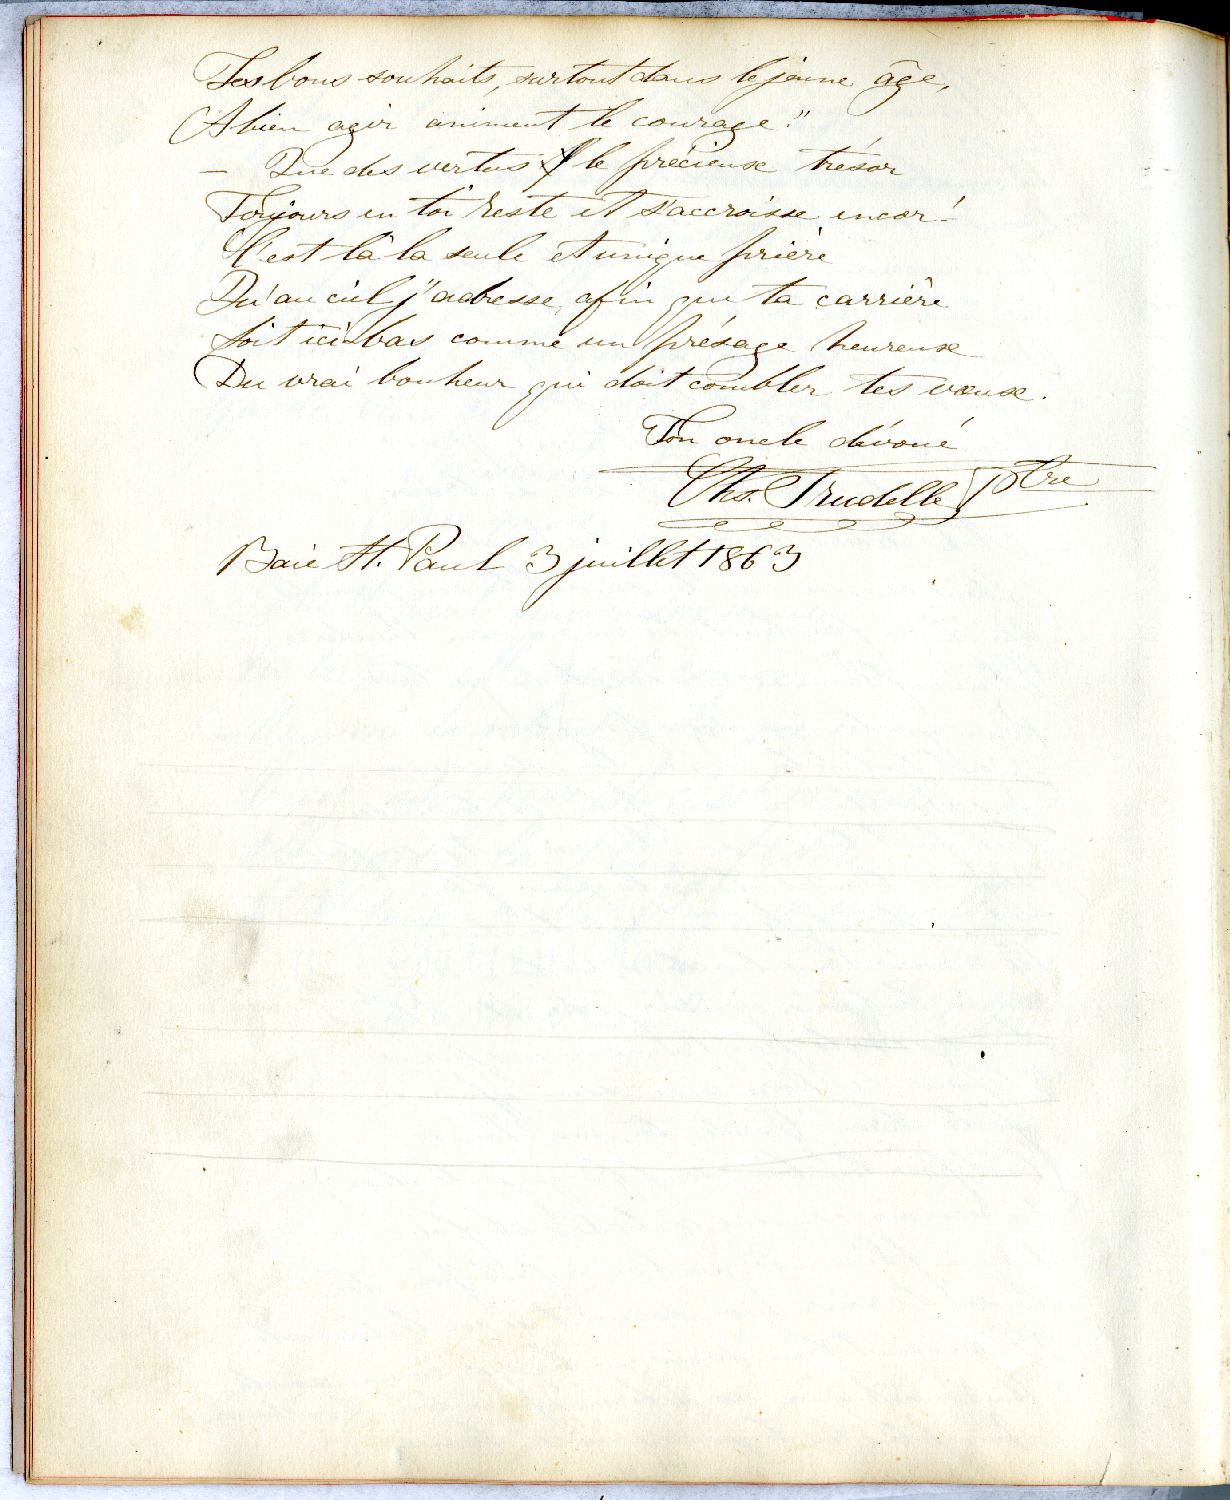 Les bons souhaits, surtout dans le jeune âge,
A bien agir animent le courage."
— Que des vertus le précieux trésor
Toujours en toi reste et s'accroisse encor!
C'est là la seule et unique prière
Qu'au ciel j'adresse, afin que ta carrière
Soit ici-bas comme un présage heureux
Du vrai bonheur qui doit combler tes vœux.
Ton oncle dévoué
Chs. Trudelle Ptre
Baie St. Paul 3 juillet 1863